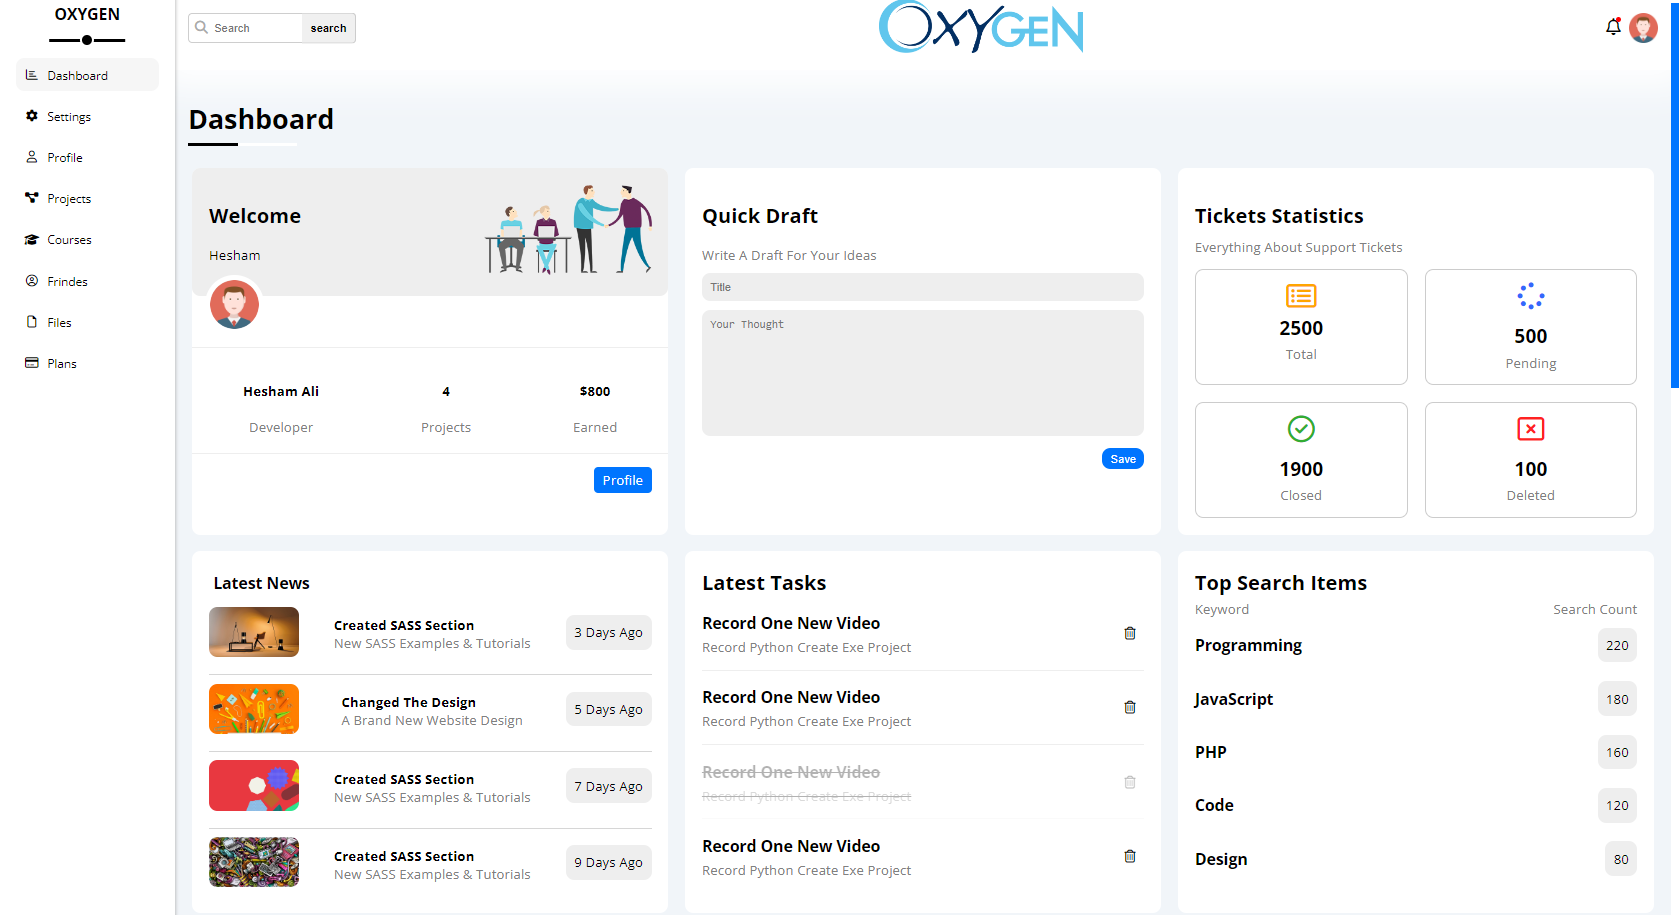 OXYGEN
Dashboard
Settings
Profile
Projects
Courses
Frindes
Files
Plans
Search
search
OXYGEN
Dashboard
Welcome
Hesham
Hesham Ali
Developer
4
Projects
$800
Earned
Profile
Quick Draft
Write A Draft For Your Ideas
Title
Your Thought
Save
Tickets Statistics
Everything About Support Tickets
2500
Total
500
Pending
1900
Closed
100
Deleted
Latest News
Created SASS Section
New SASS Examples & Tutorials
3 Days Ago
Changed The Design
A Brand New Website Design
5 Days Ago
Created SASS Section
New SASS Examples & Tutorials
7 Days Ago
Created SASS Section
New SASS Examples & Tutorials
9 Days Ago
Latest Tasks
Record One New Video
Record Python Create Exe Project
Record One New Video
Record Python Create Exe Project
Record One New Video
Record Python Create Exe Project
Record One New Video
Record Python Create Exe Project
Top Search Items
Keyword Search Count
Programming 220
JavaScript 180
PHP 160
Code 120
Design 80